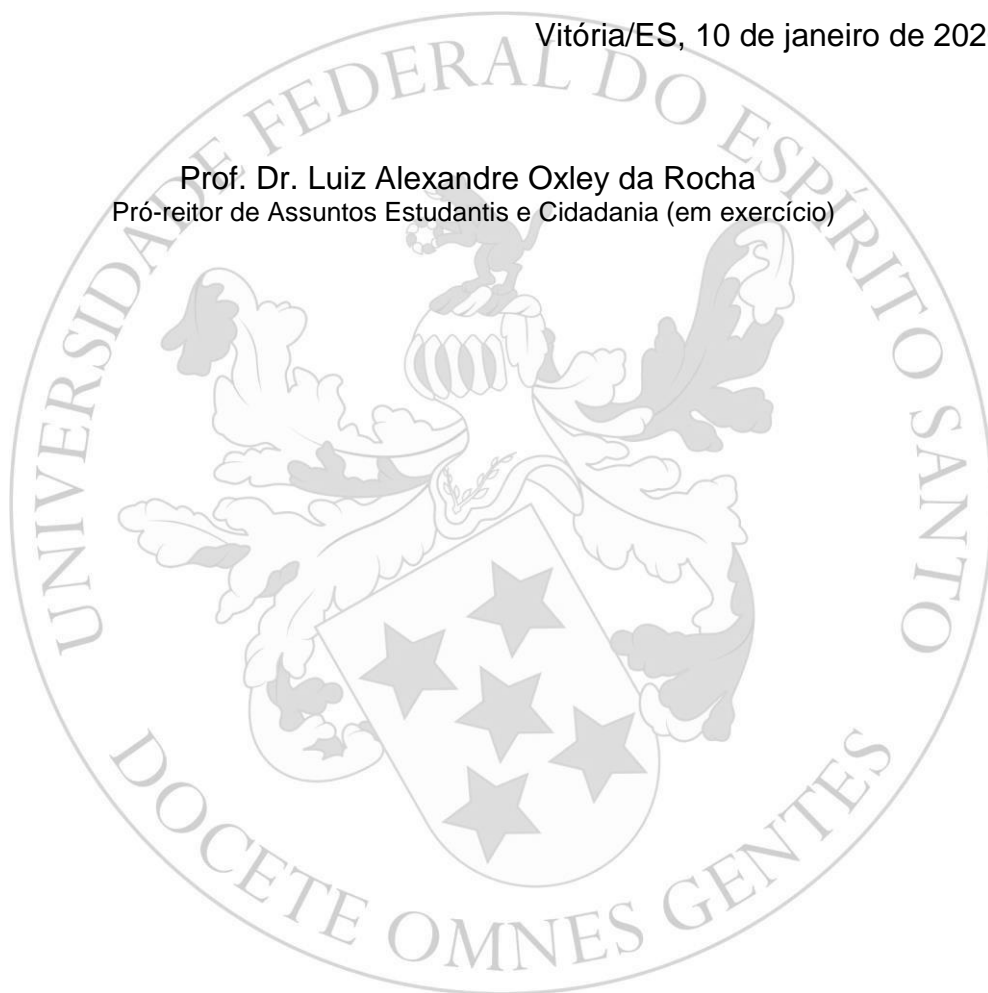 Vitória/ES, 10 de janeiro de 202
Prof. Dr. Luiz Alexandre Oxley da Rocha
Pró-reitor de Assuntos Estudantis e Cidadania (em exercício)
UNIVERSIDADE FEDERAL DO ESPÍRITO SANTO
DOCETE OMNES GENTES